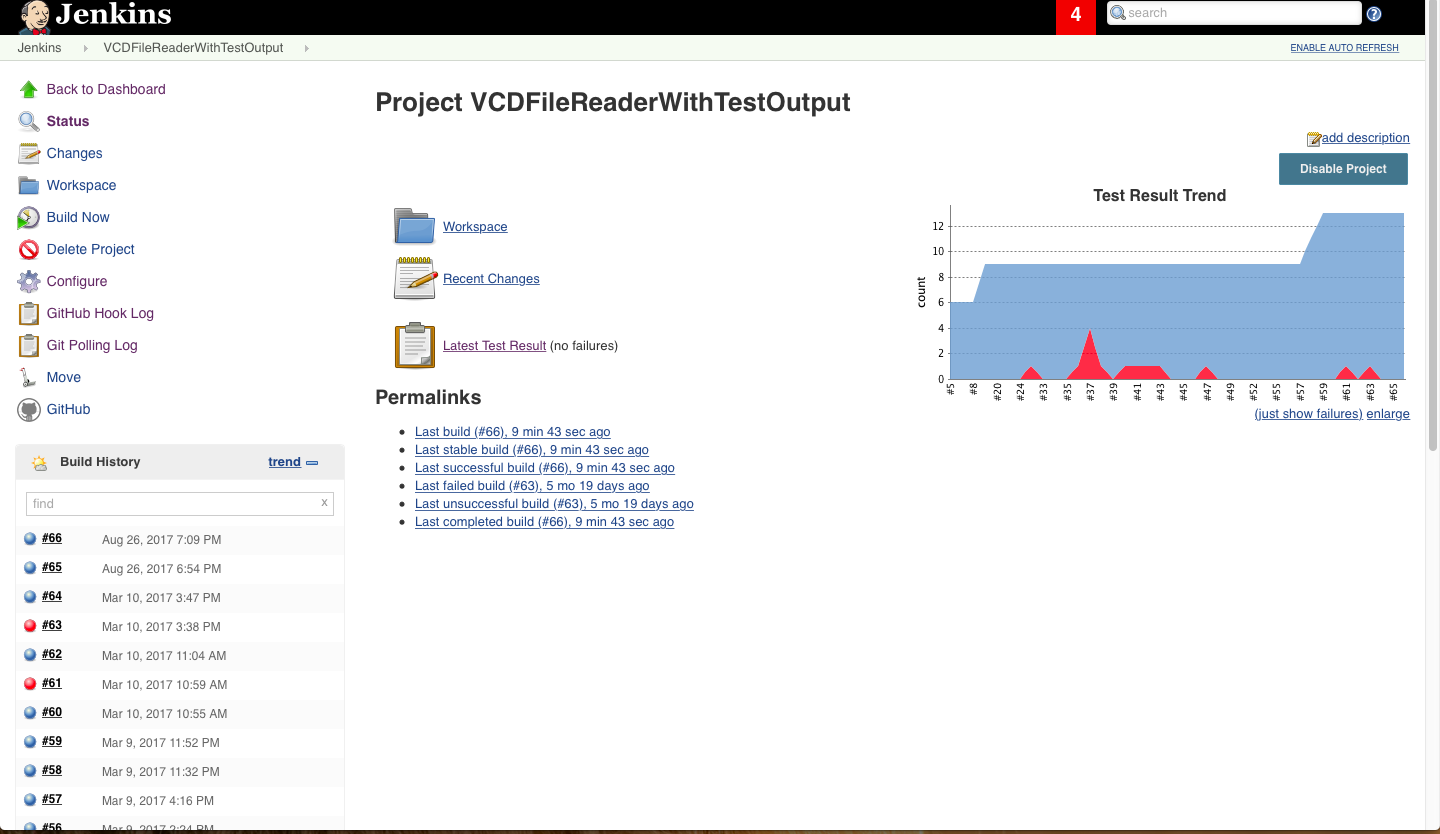 Jenkins
4
search
Jenkins
VCDFileReaderWithTestOutput
ENABLE AUTO REFRESH
Back to Dashboard
Status
Changes
Workspace
Build Now
Delete Project
Configure
GitHub Hook Log
Git Polling Log
Move
GitHub
Build History
trend
find
x
#66 Aug 26, 2017 7:09 PM
#65 Aug 26, 2017 6:54 PM
#64 Mar 10, 2017 3:47 PM
#63 Mar 10, 2017 3:38 PM
#62 Mar 10, 2017 11:04 AM
#61 Mar 10, 2017 10:59 AM
#60 Mar 10, 2017 10:55 AM
#59 Mar 9, 2017 11:52 PM
#58 Mar 9, 2017 11:32 PM
#57 Mar 9, 2017 4:16 PM
#56 Mar 9, 2017 2:24 PM
Project VCDFileReaderWithTestOutput
add description
Disable Project
Workspace
Recent Changes
Latest Test Result (no failures)
Permalinks
Last build (#66), 9 min 43 sec ago
Last stable build (#66), 9 min 43 sec ago
Last successful build (#66), 9 min 43 sec ago
Last failed build (#63), 5 mo 19 days ago
Last unsuccessful build (#63), 5 mo 19 days ago
Last completed build (#66), 9 min 43 sec ago
Test Result Trend
count
12
10
8
6
4
2
0
#5 #8 #20 #24 #33 #35 #37 #39 #41 #43 #45 #47 #49 #52 #55 #57 #59 #61 #63 #65
(just show failures) enlarge